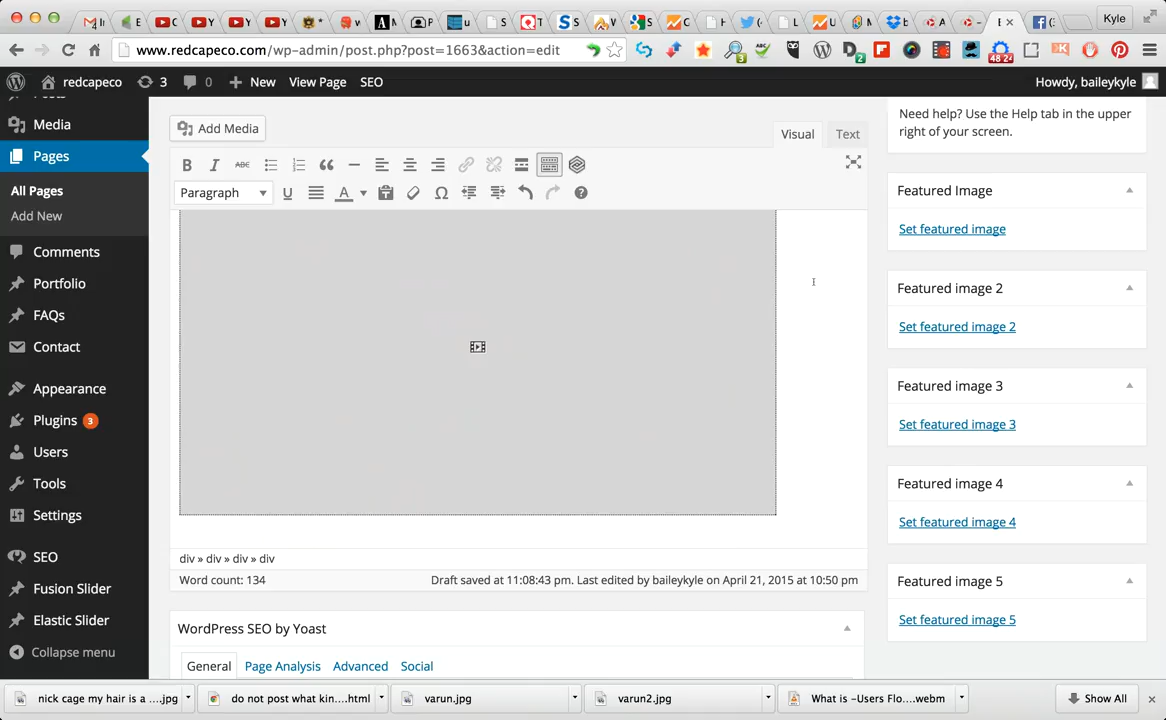 Kyle
www.redcapeco.com/wp-admin/post.php?post=1663&action=edit
redcapeco 3 0 New View Page SEO Howdy, baileykyle
Posts
Media
Pages
All Pages
Add New
Comments
Portfolio
FAQs
Contact
Appearance
Plugins 3
Users
Tools
Settings
SEO
Fusion Slider
Elastic Slider
Collapse menu
Add Media
Visual Text
B I ABC
Paragraph U A Ω
div » div » div » div
Word count: 134 Draft saved at 11:08:43 pm. Last edited by baileykyle on April 21, 2015 at 10:50 pm
WordPress SEO by Yoast
General Page Analysis Advanced Social
Need help? Use the Help tab in the upper
right of your screen.
Featured Image
Set featured image
Featured image 2
Set featured image 2
Featured image 3
Set featured image 3
Featured image 4
Set featured image 4
Featured image 5
Set featured image 5
nick cage my hair is a ....jpg do not post what kin....html varun.jpg varun2.jpg What is -Users Flo....webm Show All